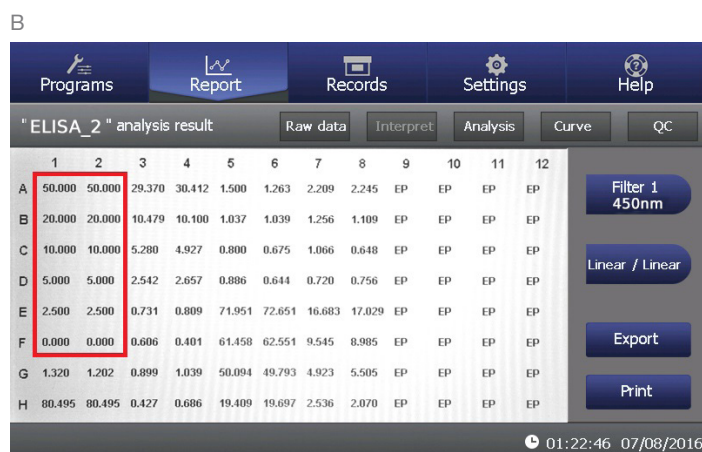 B
Programs Report Records Settings Help
"ELISA_2" analysis result Raw data Interpret Analysis Curve QC
1 2 3 4 5 6 7 8 9 10 11 12
A 50.000 50.000 29.370 30.412 1.500 1.263 2.209 2.245 EP EP EP EP
Filter 1
450nm
B 20.000 20.000 10.479 10.100 1.037 1.039 1.256 1.109 EP EP EP EP
C 10.000 10.000 5.280 4.927 0.800 0.675 1.066 0.648 EP EP EP EP
Linear / Linear
D 5.000 5.000 2.542 2.657 0.886 0.644 0.720 0.756 EP EP EP EP
E 2.500 2.500 0.731 0.809 71.951 72.651 16.683 17.029 EP EP EP EP
F 0.000 0.000 0.606 0.401 61.458 62.551 9.545 8.985 EP EP EP EP
Export
G 1.320 1.202 0.899 1.039 50.094 49.793 4.923 5.505 EP EP EP EP
H 80.495 80.495 0.427 0.686 19.409 19.697 2.536 2.070 EP EP EP EP
Print
01:22:46 07/08/2016